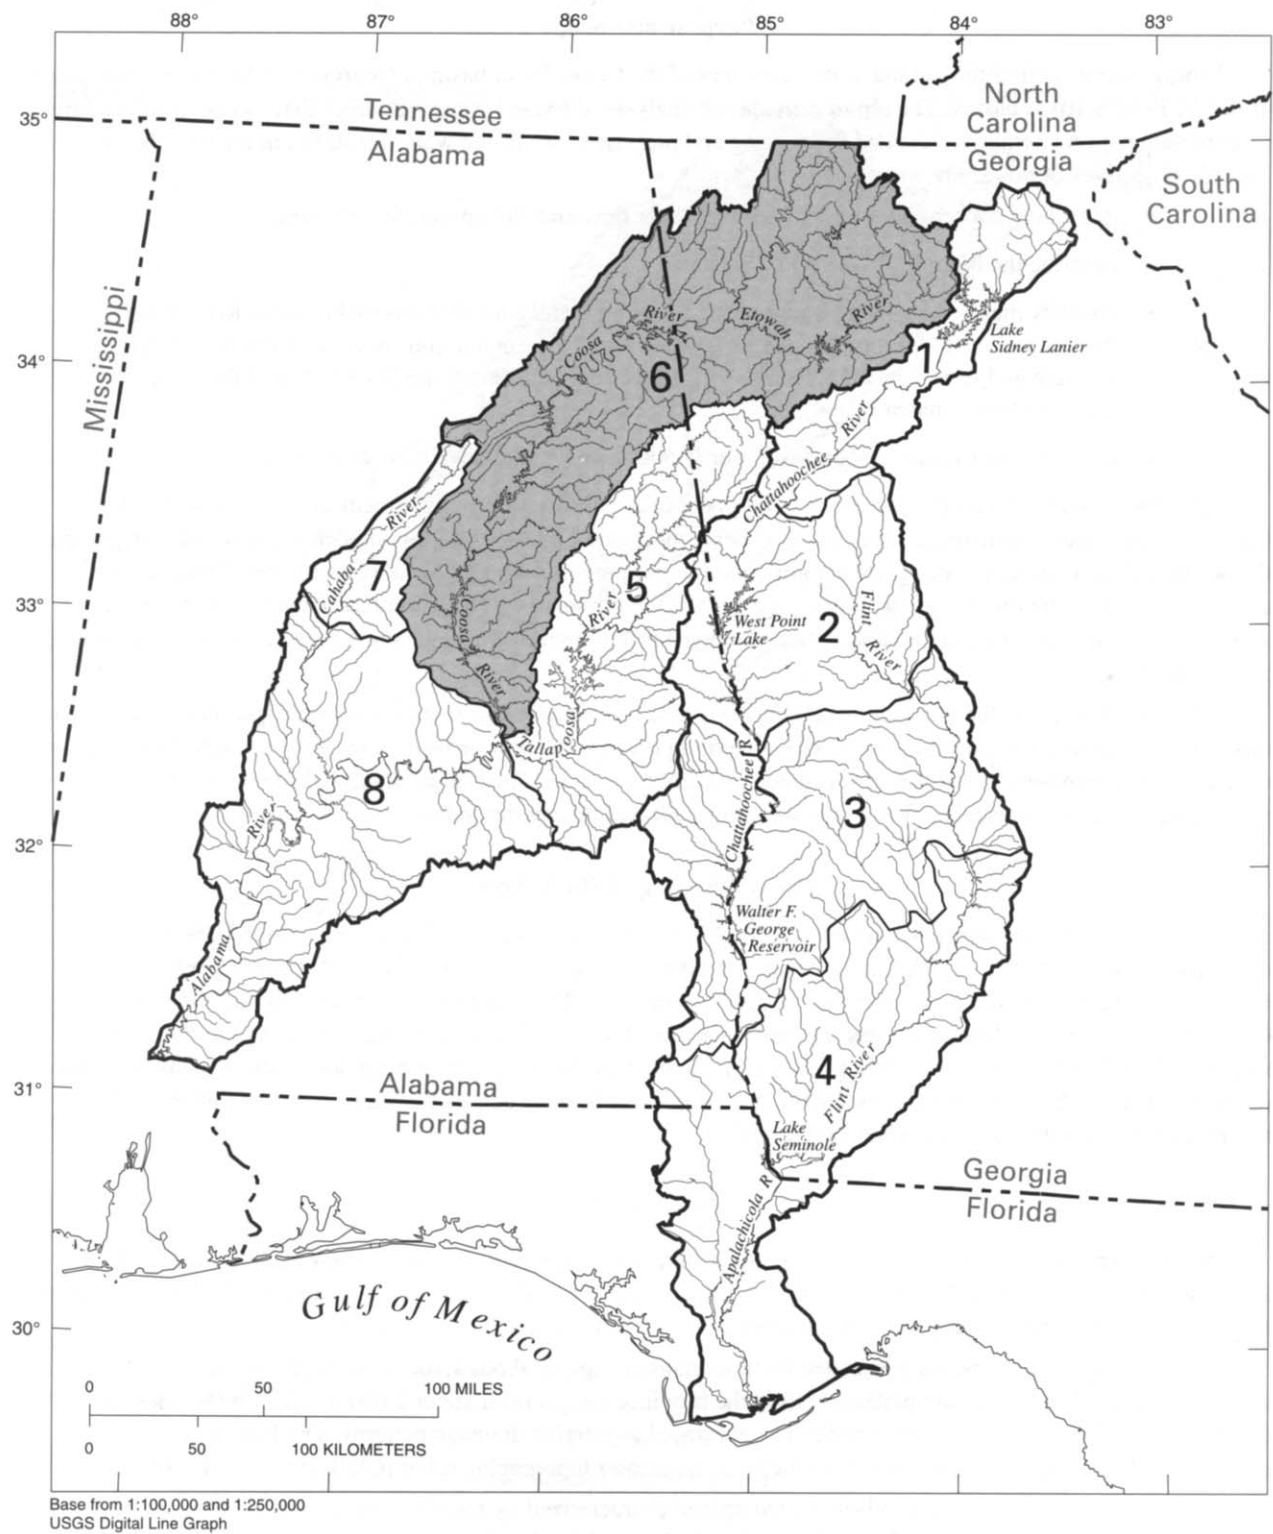 88°
87°
86°
85°
84°
83°
35°
34°
33°
32°
31°
30°
Tennessee
Alabama
North
Carolina
Georgia
South
Carolina
Mississippi
Lake
Sidney Lanier
Coosa
River
Etowah
River
6
1
Chattahoochee
River
Cahaba
River
7
Coosa
River
5
River
Tallapoosa
West Point
Lake
Flint
River
2
8
River
Alabama
Chattahoochee R
3
Walter F.
George
Reservoir
4
Flint River
Lake
Seminole
Apalachicola R
Alabama
Florida
Georgia
Florida
Gulf of Mexico
0 50 100 MILES
0 50 100 KILOMETERS
Base from 1:100,000 and 1:250,000
USGS Digital Line Graph